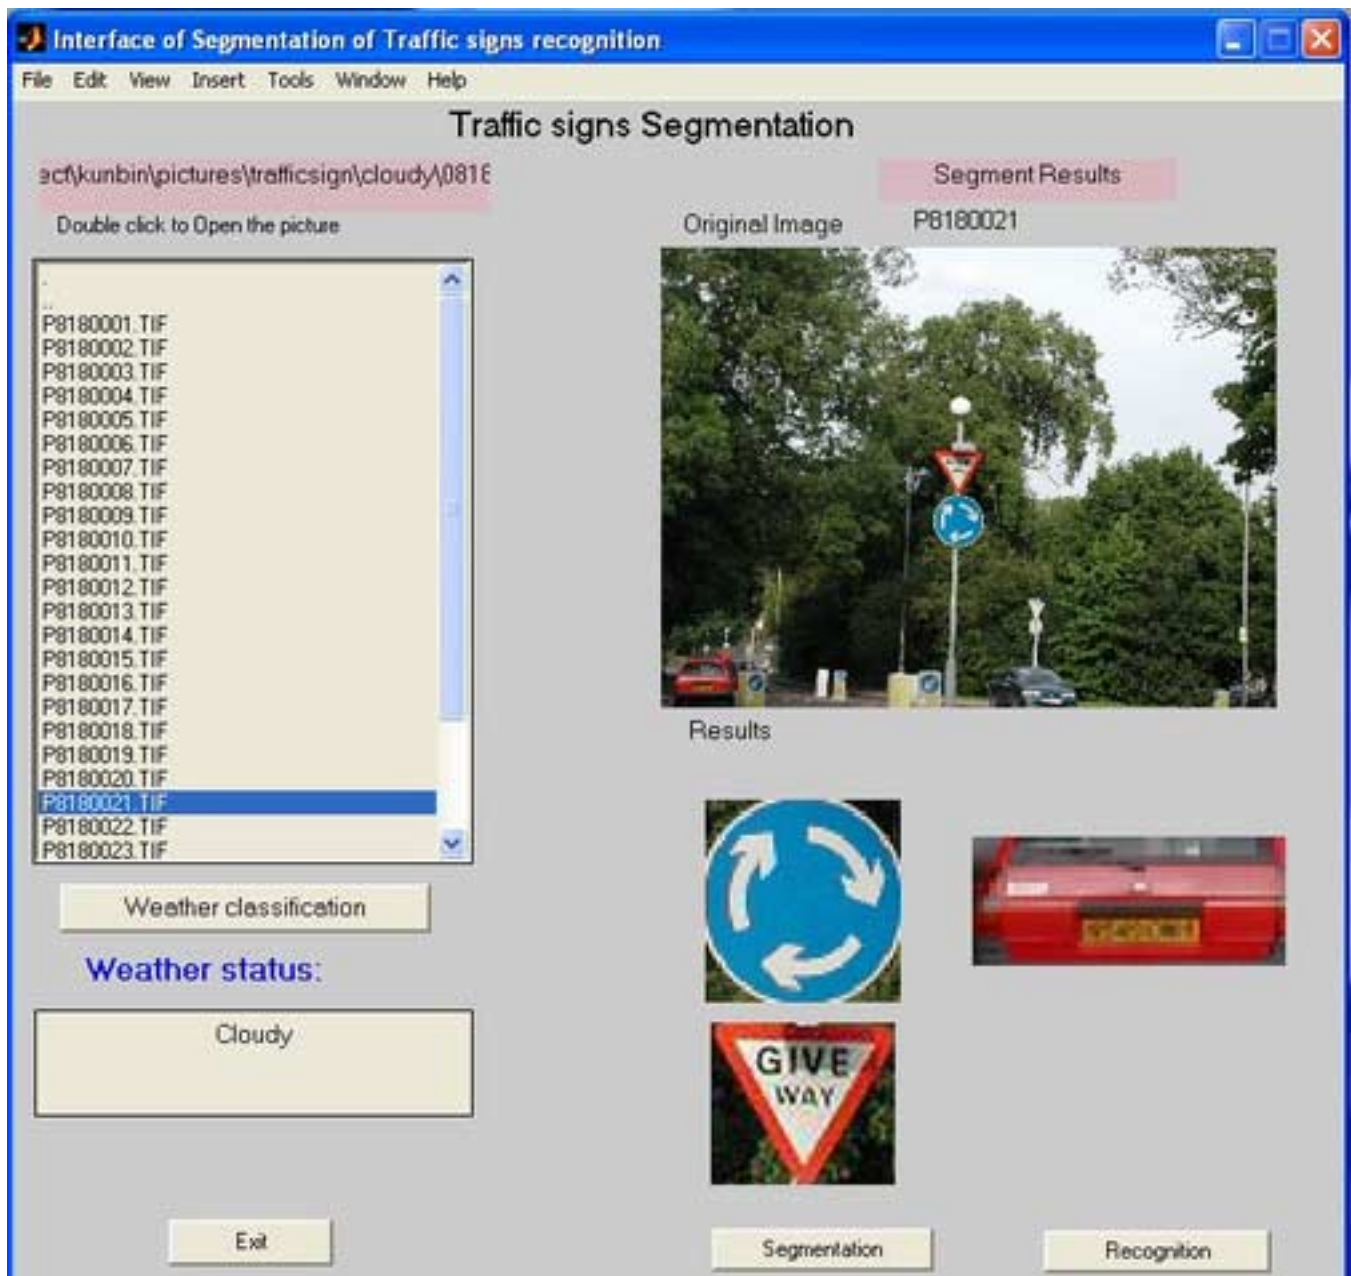 Interface of Segmentation of Traffic signs recognition
File Edit View Insert Tools Window Help
Traffic signs Segmentation
ect\kunbin\pictures\trafficsign\cloudy\0818
Double click to Open the picture
.
..
P8180001.TIF
P8180002.TIF
P8180003.TIF
P8180004.TIF
P8180005.TIF
P8180006.TIF
P8180007.TIF
P8180008.TIF
P8180009.TIF
P8180010.TIF
P8180011.TIF
P8180012.TIF
P8180013.TIF
P8180014.TIF
P8180015.TIF
P8180016.TIF
P8180017.TIF
P8180018.TIF
P8180019.TIF
P8180020.TIF
P8180021.TIF
P8180022.TIF
P8180023.TIF
Weather classification
Weather status:
Cloudy
Exit
Segment Results
Original Image
P8180021
Results
GIVE
WAY
Segmentation
Recognition